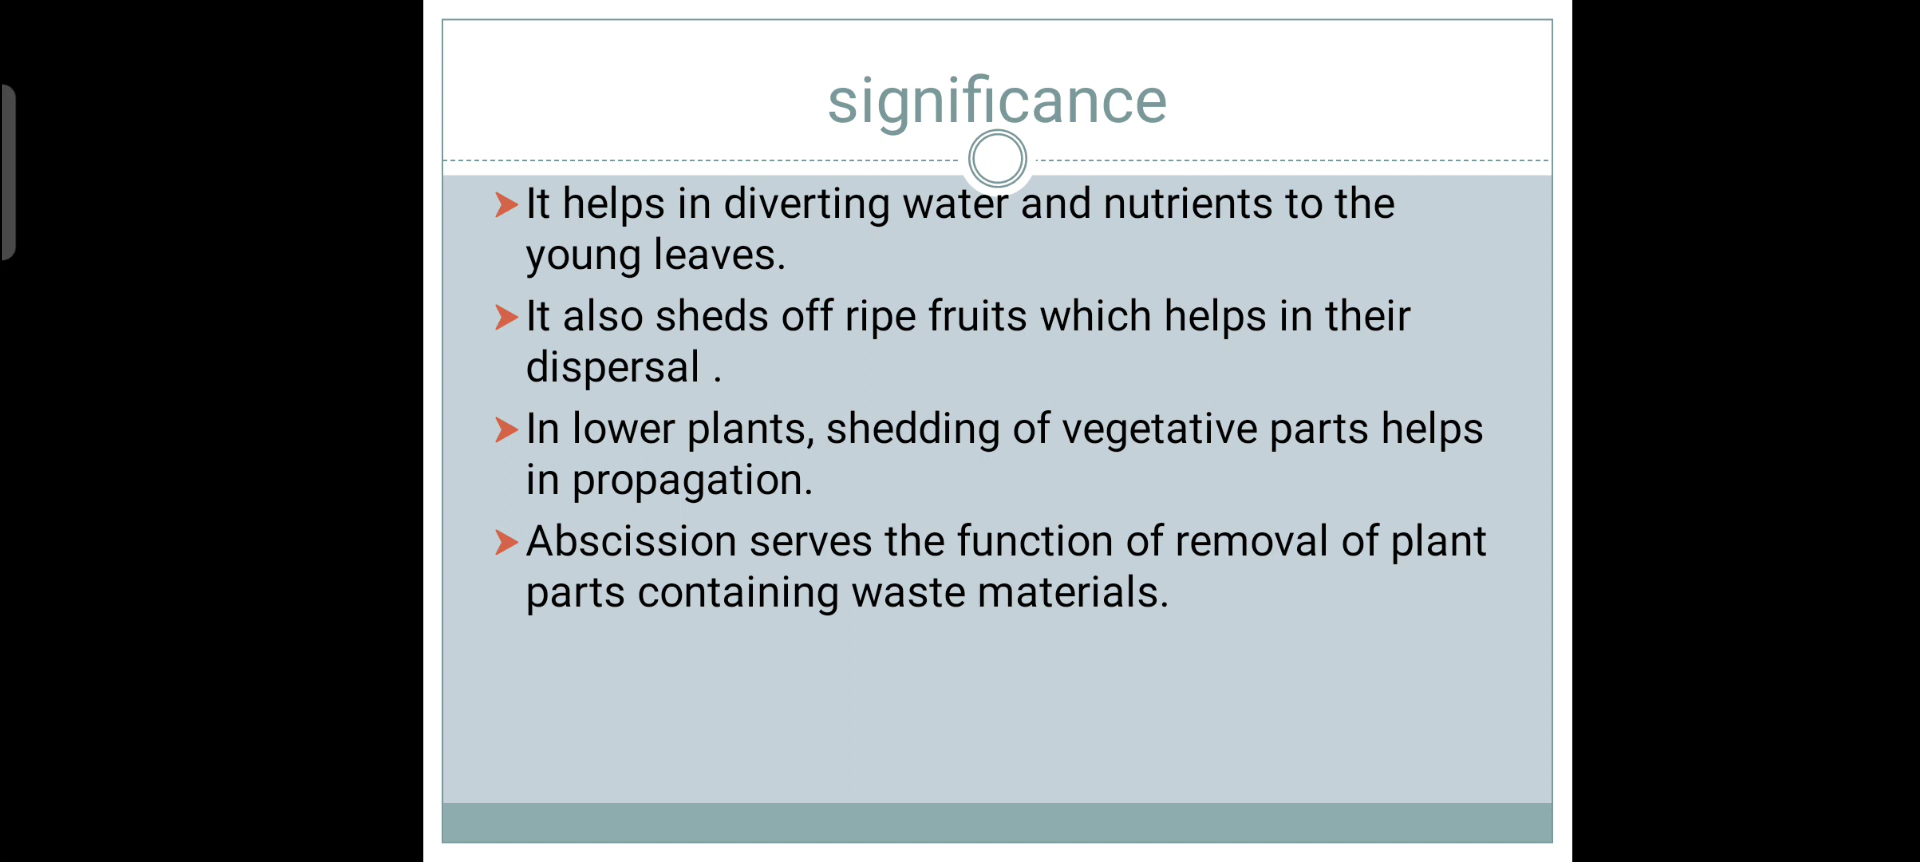 significance
➤It helps in diverting water and nutrients to the
young leaves.
➤It also sheds off ripe fruits which helps in their
dispersal .
➤In lower plants, shedding of vegetative parts helps
in propagation.
➤Abscission serves the function of removal of plant
parts containing waste materials.